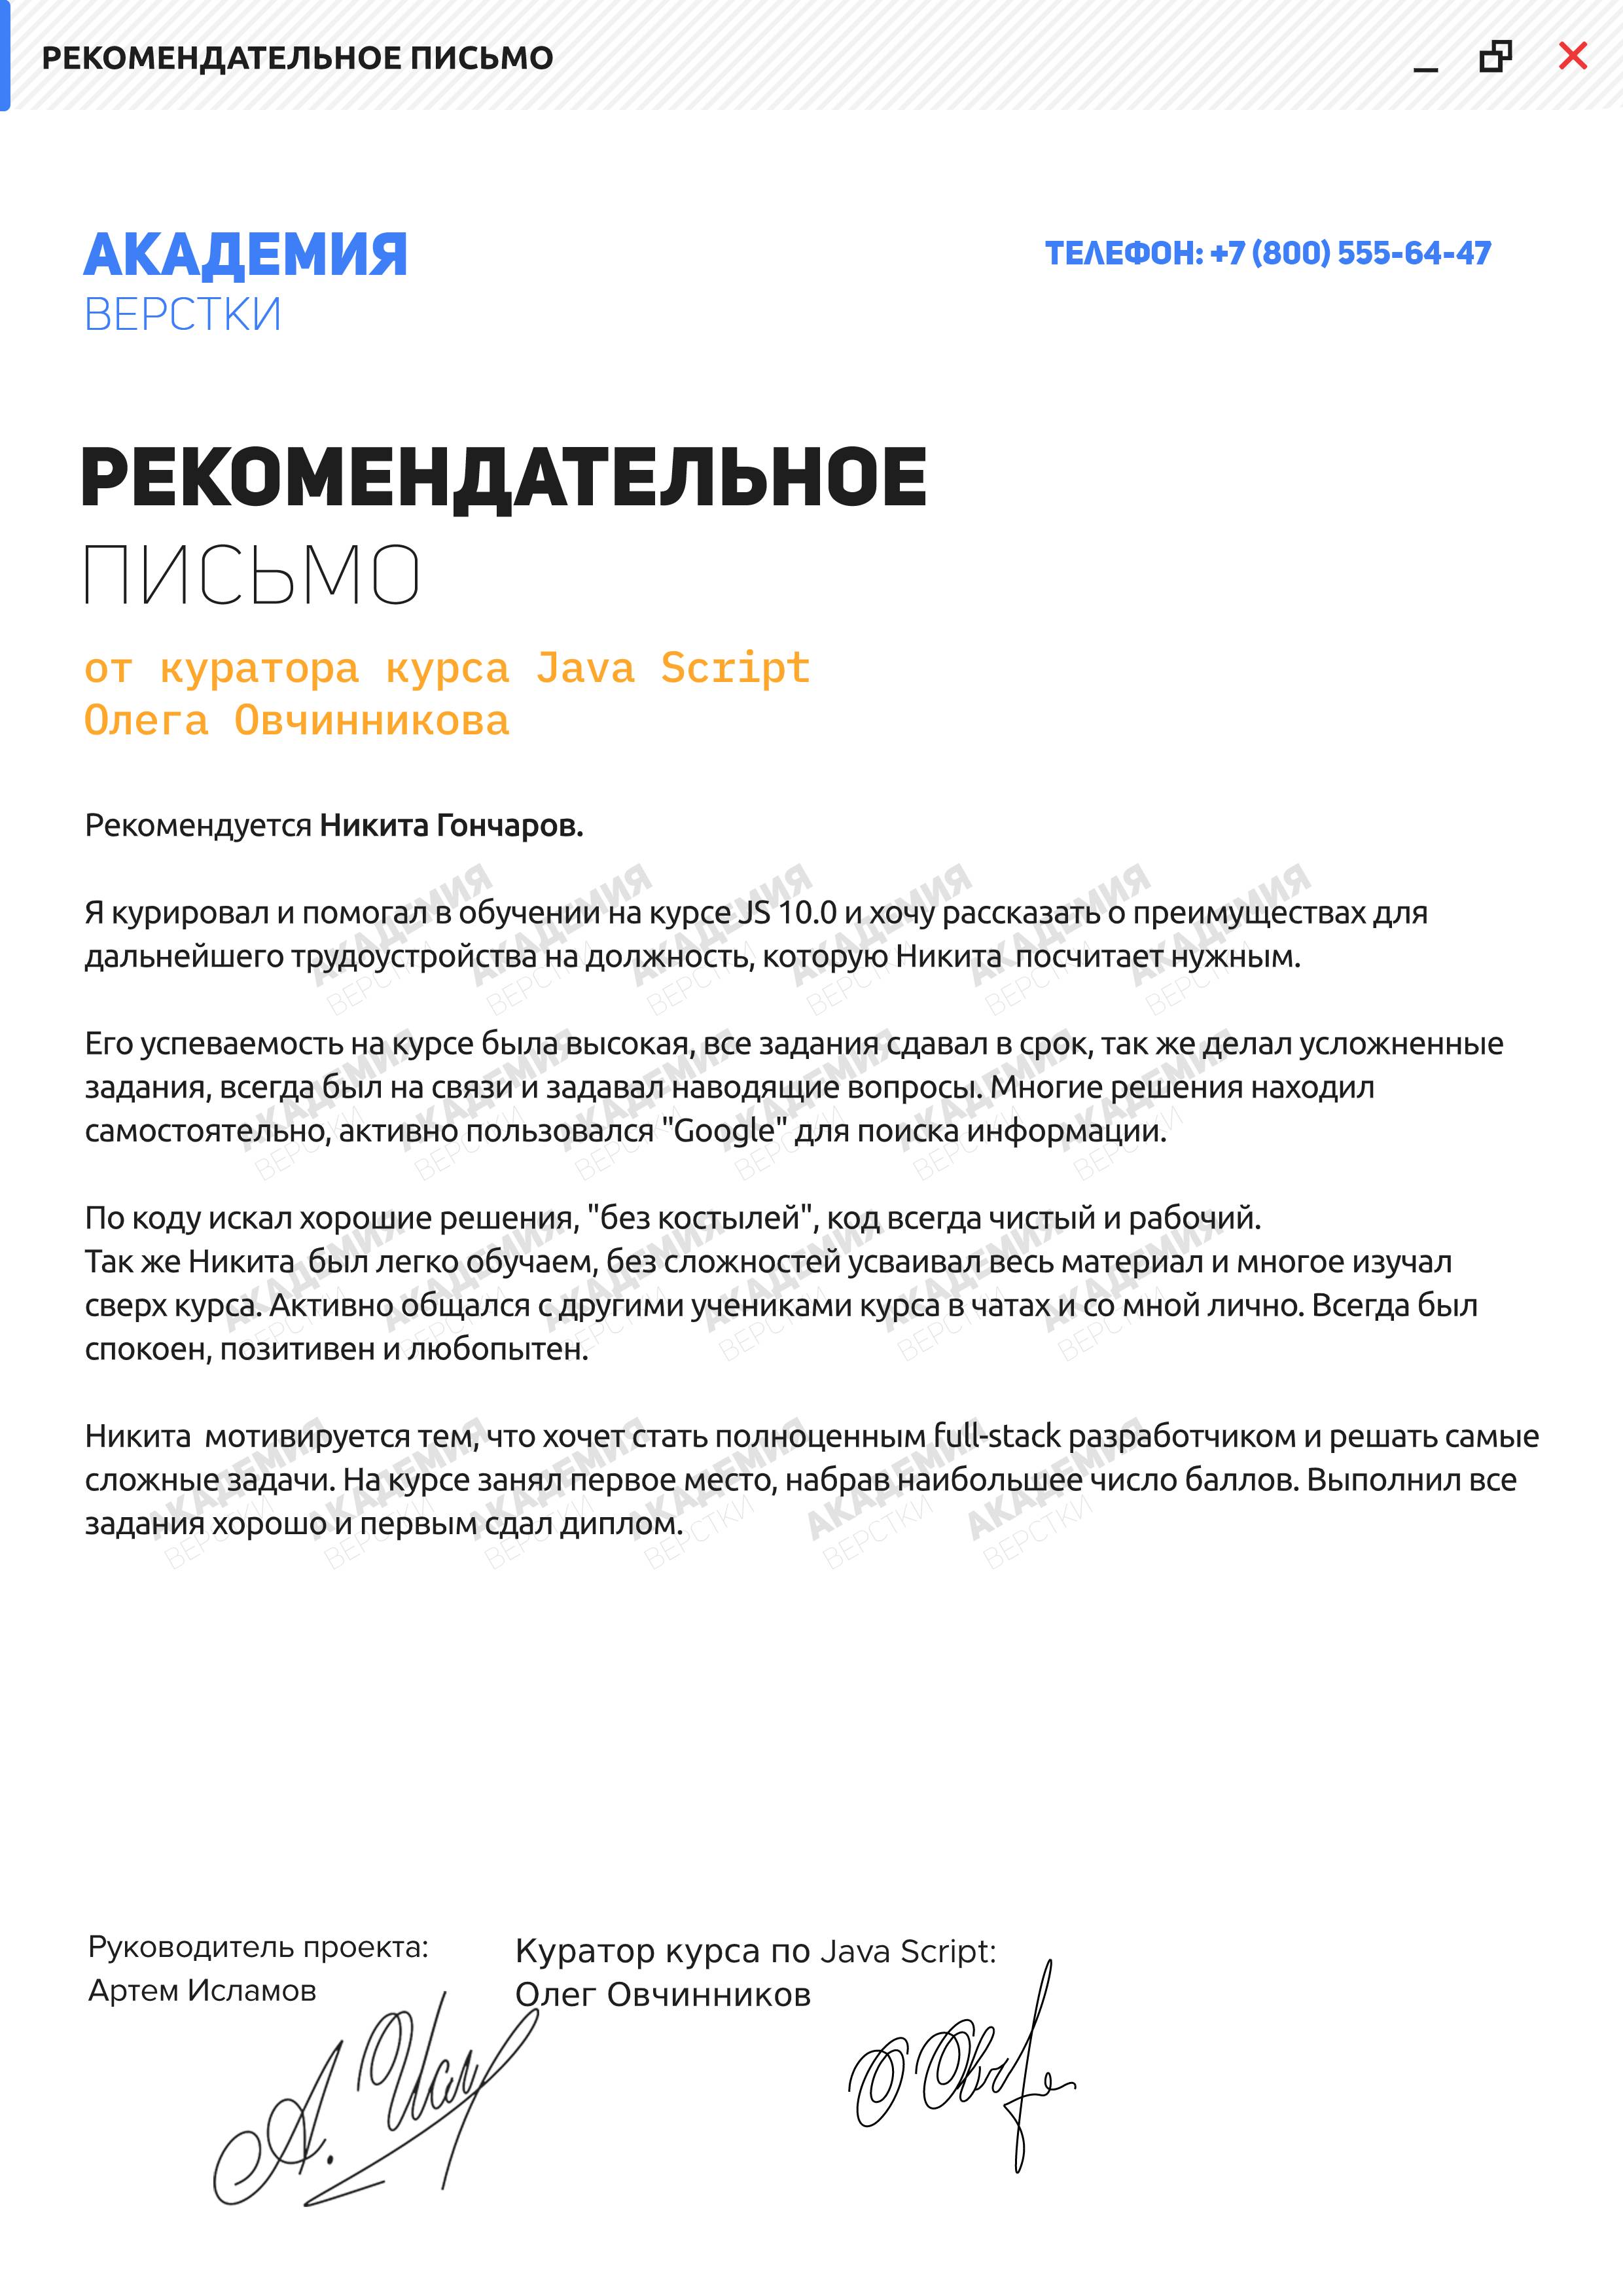 РЕКОМЕНДАТЕЛЬНОЕ ПИСЬМО
АКАДЕМИЯ
ВЕРСТКИ
ТЕЛЕФОН: +7 (800) 555-64-47
РЕКОМЕНДАТЕЛЬНОЕ
ПИСЬМО
от куратора курса Java Script
Олега Овчинникова
Рекомендуется Никита Гончаров.
Я курировал и помогал в обучении на курсе JS 10.0 и хочу рассказать о преимуществах для
дальнейшего трудоустройства на должность, которую Никита посчитает нужным.
Его успеваемость на курсе была высокая, все задания сдавал в срок, так же делал усложненные
задания, всегда был на связи и задавал наводящие вопросы. Многие решения находил
самостоятельно, активно пользовался "Google" для поиска информации.
По коду искал хорошие решения, "без костылей", код всегда чистый и рабочий.
Так же Никита был легко обучаем, без сложностей усваивал весь материал и многое изучал
сверх курса. Активно общался с другими учениками курса в чатах и со мной лично. Всегда был
спокоен, позитивен и любопытен.
Никита мотивируется тем, что хочет стать полноценным full-stack разработчиком и решать самые
сложные задачи. На курсе занял первое место, набрав наибольшее число баллов. Выполнил все
задания хорошо и первым сдал диплом.
Руководитель проекта:
Артем Исламов
Куратор курса по Java Script:
Олег Овчинников